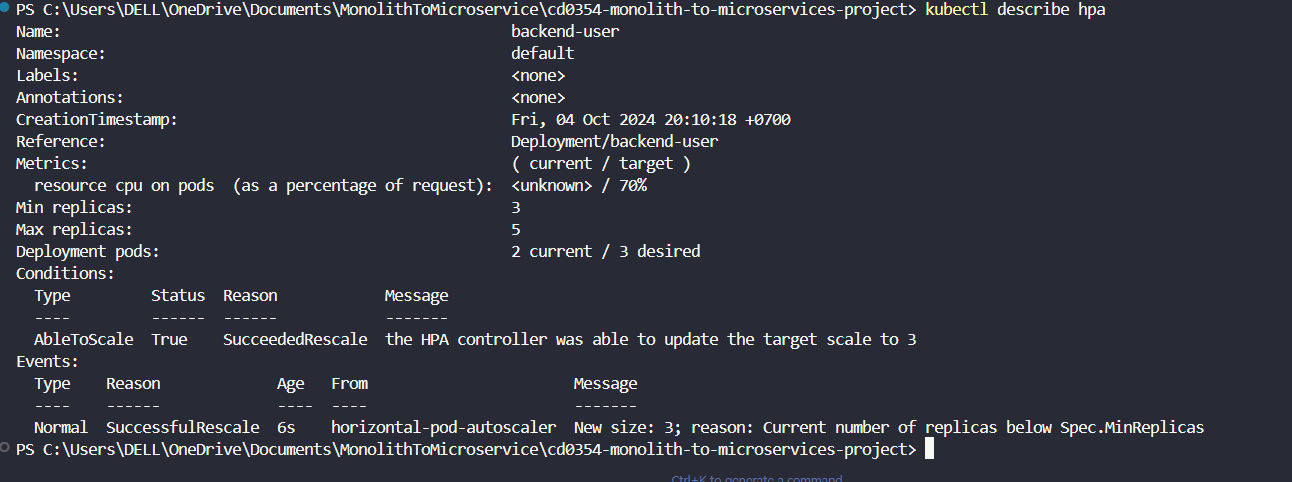 PS C:\Users\DELL\OneDrive\Documents\MonolithToMicroservice\cd0354-monolith-to-microservices-project> kubectl describe hpa
Name:                                                  backend-user
Namespace:                                             default
Labels:                                                <none>
Annotations:                                           <none>
CreationTimestamp:                                     Fri, 04 Oct 2024 20:10:18 +0700
Reference:                                             Deployment/backend-user
Metrics:                                               ( current / target )
  resource cpu on pods  (as a percentage of request):  <unknown> / 70%
Min replicas:                                          3
Max replicas:                                          5
Deployment pods:                                       2 current / 3 desired
Conditions:
  Type         Status  Reason            Message
  ----         ------  ------            -------
  AbleToScale  True    SucceededRescale  the HPA controller was able to update the target scale to 3
Events:
  Type    Reason             Age   From                       Message
  ----    ------             ----  ----                       -------
  Normal  SuccessfulRescale  6s    horizontal-pod-autoscaler  New size: 3; reason: Current number of replicas below Spec.MinReplicas
PS C:\Users\DELL\OneDrive\Documents\MonolithToMicroservice\cd0354-monolith-to-microservices-project>
Ctrl+K to generate a command